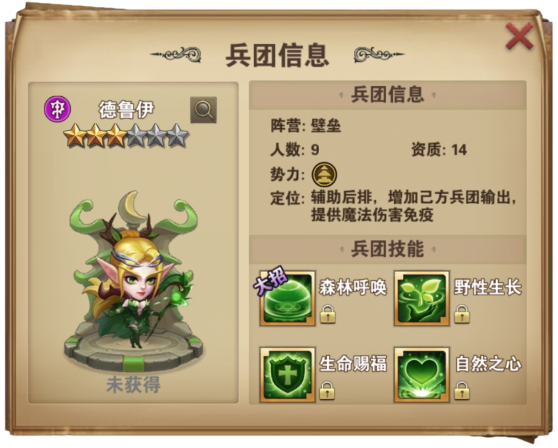 兵团信息
德鲁伊
未获得
兵团信息
阵营: 壁垒
人数: 9 资质: 14
势力:
定位: 辅助后排，增加己方兵团输出，
提供魔法伤害免疫
兵团技能
大招 森林呼唤 野性生长
生命赐福 自然之心